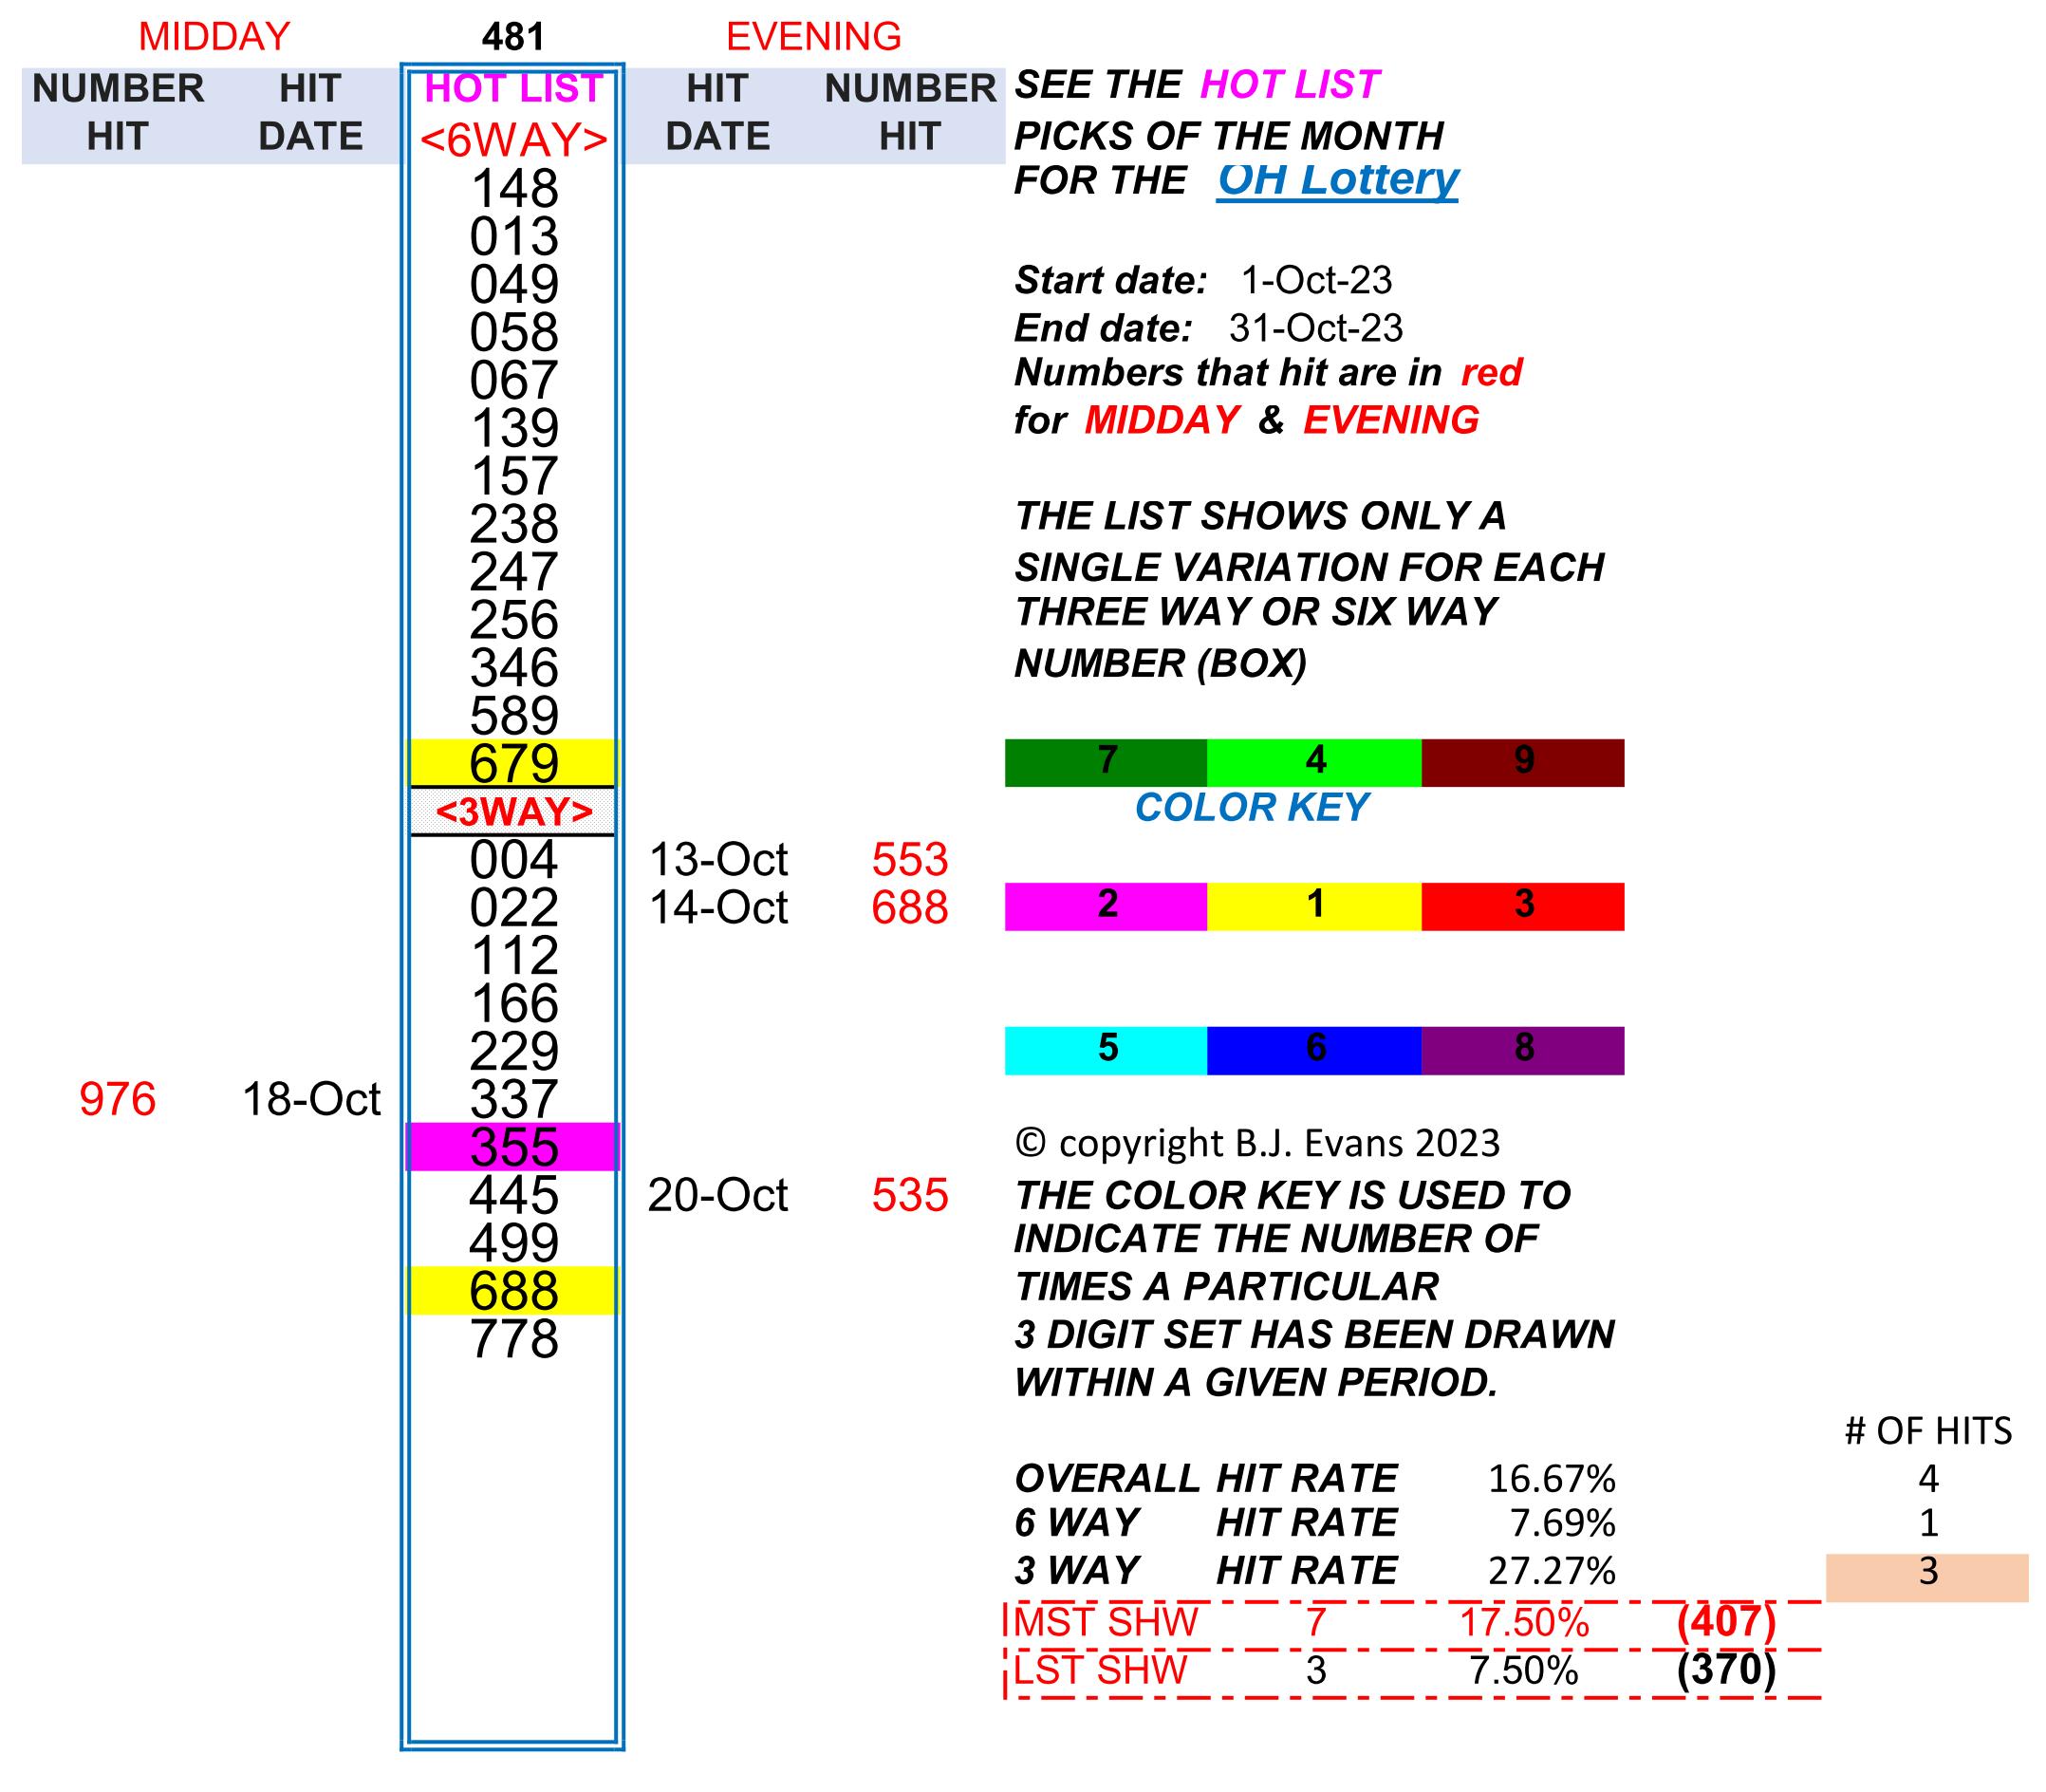 MIDDAY 481 EVENING
NUMBER HIT HOT LIST HIT NUMBER SEE THE HOT LIST
HIT DATE <6WAY> DATE HIT PICKS OF THE MONTH
148 FOR THE OH Lottery
013
049 Start date: 1-Oct-23
058 End date: 31-Oct-23
067 Numbers that hit are in red
139 for MIDDAY & EVENING
157
238 THE LIST SHOWS ONLY A
247 SINGLE VARIATION FOR EACH
256 THREE WAY OR SIX WAY
346 NUMBER (BOX)
589
679 7 4 9
<3WAY> COLOR KEY
004 13-Oct 553
022 14-Oct 688 2 1 3
112
166
229 5 6 8
976 18-Oct 337
355 © copyright B.J. Evans 2023
445 20-Oct 535 THE COLOR KEY IS USED TO
499 INDICATE THE NUMBER OF
688 TIMES A PARTICULAR
778 3 DIGIT SET HAS BEEN DRAWN
WITHIN A GIVEN PERIOD.
# OF HITS
OVERALL HIT RATE 16.67% 4
6 WAY HIT RATE 7.69% 1
3 WAY HIT RATE 27.27% 3
MST SHW 7 17.50% (407)
LST SHW 3 7.50% (370)